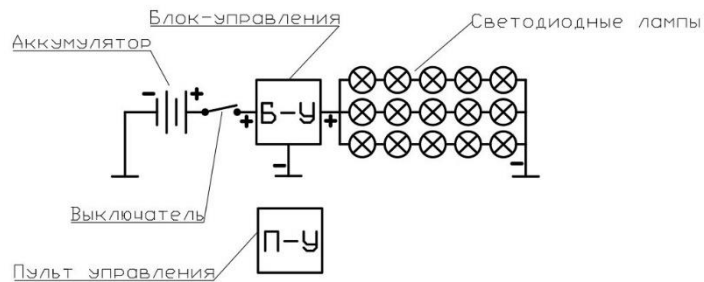 Блок-управления
Светодиодные лампы
Аккумулятор
- +
Б-У
+ +
-
-
Выключатель
П-У
Пульт управления